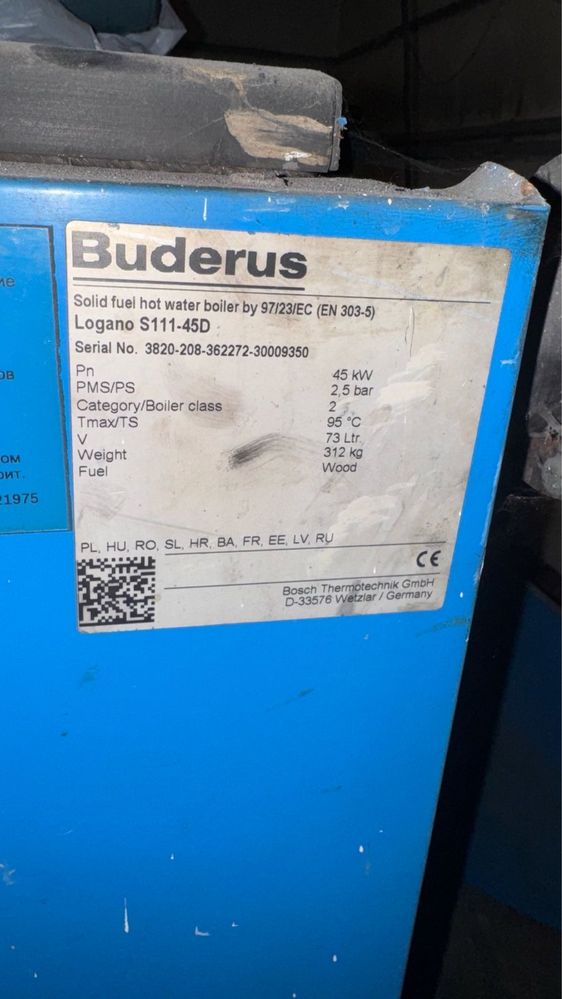 Buderus
Solid fuel hot water boiler by 97/23/EC (EN 303-5)
Logano S111-45D
Serial No. 3820-208-362272-30009350
Pn 45 kW
PMS/PS 2,5 bar
Category/Boiler class 2
Tmax/TS 95 °C
V 73 Ltr.
Weight 312 kg
Fuel Wood
PL, HU, RO, SL, HR, BA, FR, EE, LV, RU
CE
Bosch Thermotechnik GmbH
D-33576 Wetzlar / Germany
21975